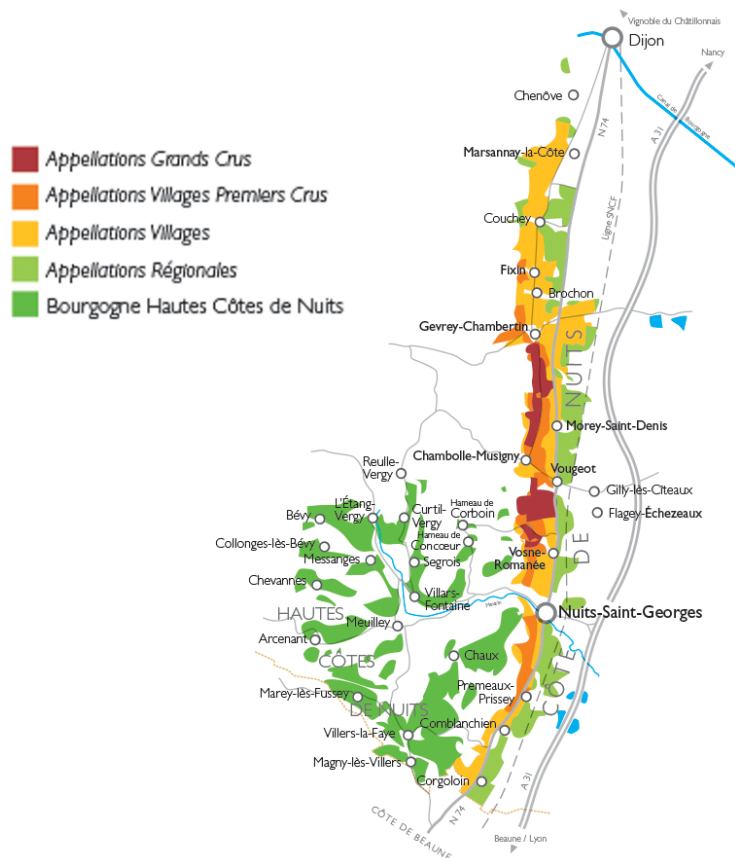 Vignoble du Châtillonnais
Dijon
Nancy
Chenôve
Canal de Bourgogne
N 74
A 31
Appellations Grands Crus
Appellations Villages Premiers Crus
Appellations Villages
Appellations Régionales
Bourgogne Hautes Côtes de Nuits
Marsannay-la-Côte
Couchey
Ligne SNCF
Fixin
Brochon
Gevrey-Chambertin
CÔTE DE NUITS
Morey-Saint-Denis
Chambolle-Musigny
Vougeot
Reulle-
Vergy
Gilly-lès-Cîteaux
Flagey-Échezeaux
L'Étang-
Vergy
Bévy
Curtil-
Vergy
Hameau de
Corboin
Hameau de
Concœur
Collonges-lès-Bévy
Messanges
Segrois
Vosne-
Romanée
Chevannes
Villars-
Fontaine
Nuits-Saint-Georges
HAUTES
Meuilley
Arcenant
CÔTES
Chaux
Marey-lès-Fussey
DE NUITS
Premeaux-
Prissey
Villers-la-Faye
Comblanchien
Magny-lès-Villers
Corgoloin
CÔTE DE BEAUNE
N 74
A 31
Beaune / Lyon